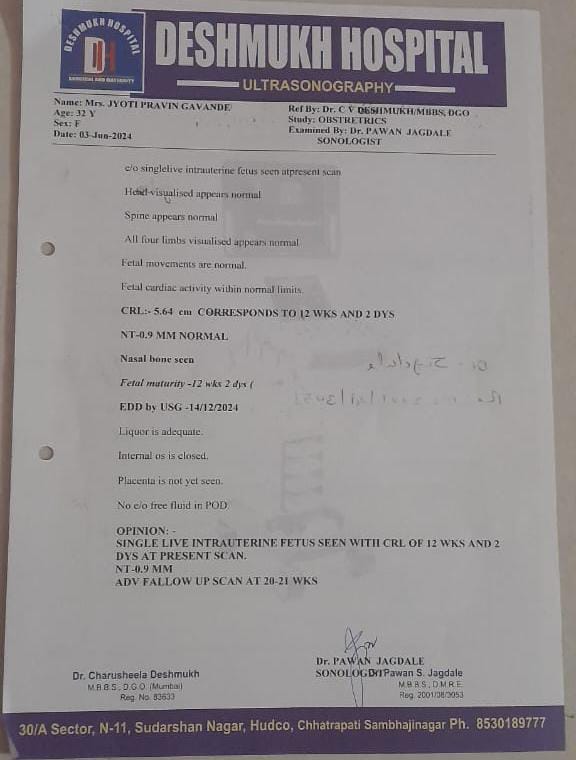 DESHMUKH HOSPITAL
DH
SURGICAL AND MATERNITY
DESHMUKH HOSPITAL
ULTRASONOGRAPHY
Name: Mrs. JYOTI PRAVIN GAVANDE
Age: 32 Y
Sex: F
Date: 03-Jun-2024
Ref By: Dr. C V DESHMUKH/MBBS, DGO
Study: OBSTRETRICS
Examined By: Dr. PAWAN JAGDALE
SONOLOGIST
c/o singlelive intrauterine fetus seen atpresent scan
Head visualised appears normal
Spine appears normal
All four limbs visualised appears normal
Fetal movements are normal.
Fetal cardiac activity within normal limits.
CRL:- 5.64 cm CORRESPONDS TO 12 WKS AND 2 DYS
NT-0.9 MM NORMAL
Nasal bone seen
Fetal maturity -12 wks 2 dys (
EDD by USG -14/12/2024
Liquor is adequate.
Internal os is closed.
Placenta is not yet seen.
No e/o free fluid in POD
OPINION: -
SINGLE LIVE INTRAUTERINE FETUS SEEN WITH CRL OF 12 WKS AND 2
DYS AT PRESENT SCAN.
NT-0.9 MM
ADV FALLOW UP SCAN AT 20-21 WKS
Dr. PAWAN JAGDALE
SONOLOGIST
Dr. Charusheela Deshmukh
M.B.B.S., D.G.O. (Mumbai)
Reg. No. 83633
Dr Pawan S. Jagdale
M.B.B.S., D.M.R.E.
Reg. 2001/08/3053
30/A Sector, N-11, Sudarshan Nagar, Hudco, Chhatrapati Sambhajinagar Ph. 8530189777